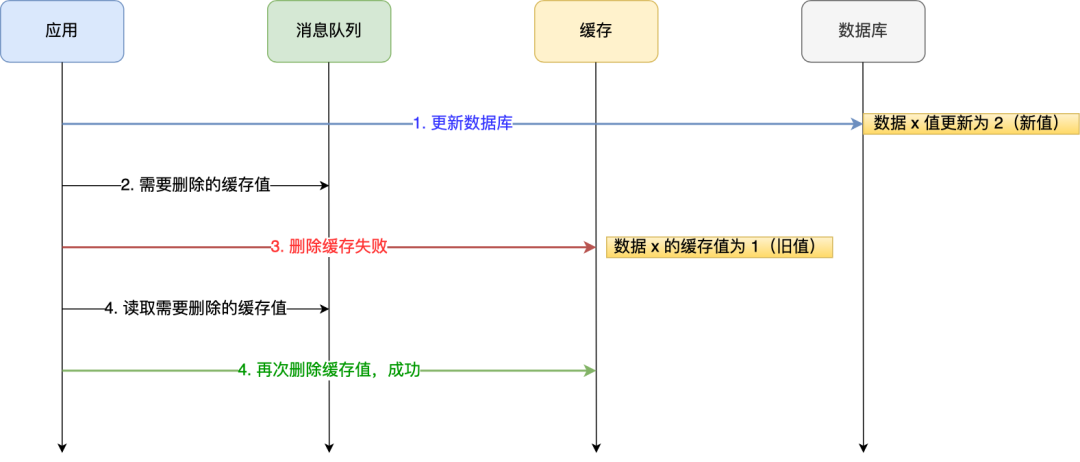 应用
消息队列
缓存
数据库
1. 更新数据库
数据 x 值更新为 2（新值）
2. 需要删除的缓存值
3. 删除缓存失败
数据 x 的缓存值为 1（旧值）
4. 读取需要删除的缓存值
4. 再次删除缓存值，成功